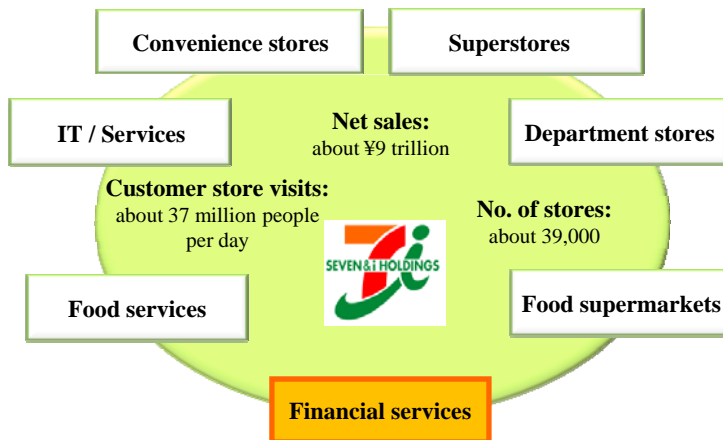 Convenience stores
Superstores
IT / Services
Net sales:
about ¥9 trillion
Department stores
Customer store visits:
about 37 million people
per day
No. of stores:
about 39,000
SEVEN&i HOLDINGS
Food services
Food supermarkets
Financial services